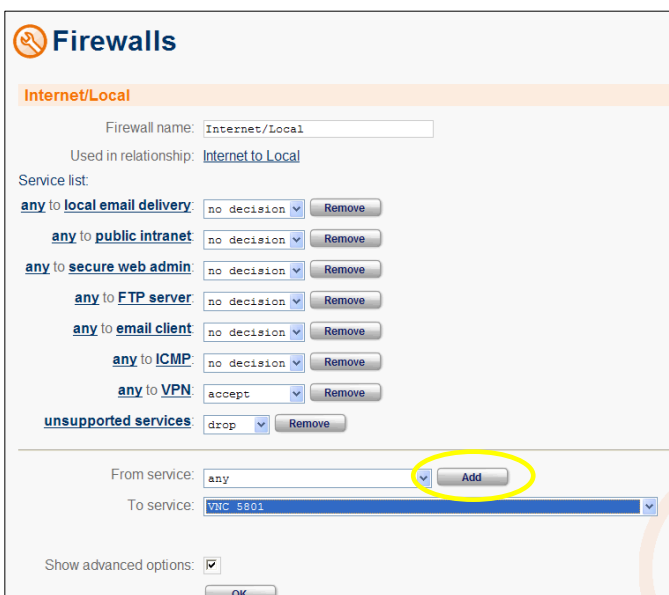 Firewalls
Internet/Local
Firewall name: Internet/Local
Used in relationship: Internet to Local
Service list:
any to local email delivery: no decision Remove
any to public intranet: no decision Remove
any to secure web admin: no decision Remove
any to FTP server: no decision Remove
any to email client: no decision Remove
any to ICMP: no decision Remove
any to VPN: accept Remove
unsupported services: drop Remove
From service: any Add
To service: VNC 5801
Show advanced options:
OK